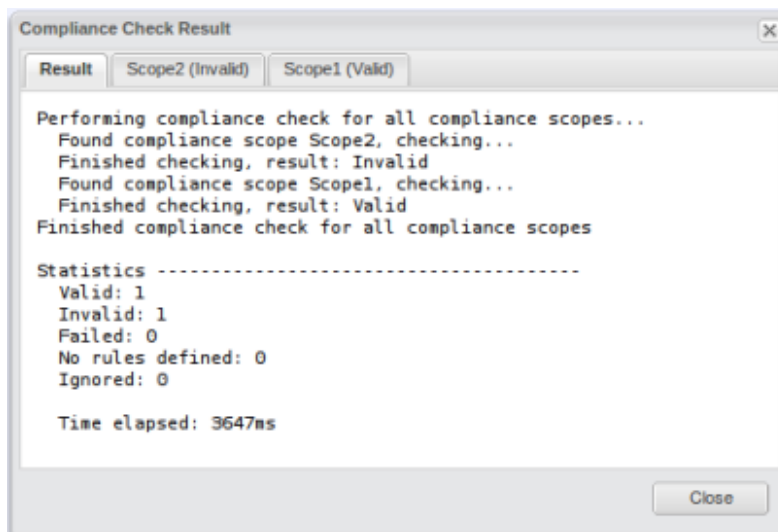 Compliance Check Result
Result Scope2 (Invalid) Scope1 (Valid)
Performing compliance check for all compliance scopes...
Found compliance scope Scope2, checking...
Finished checking, result: Invalid
Found compliance scope Scope1, checking...
Finished checking, result: Valid
Finished compliance check for all compliance scopes
Statistics ---------------------------------------
Valid: 1
Invalid: 1
Failed: 0
No rules defined: 0
Ignored: 0
Time elapsed: 3647ms
Close